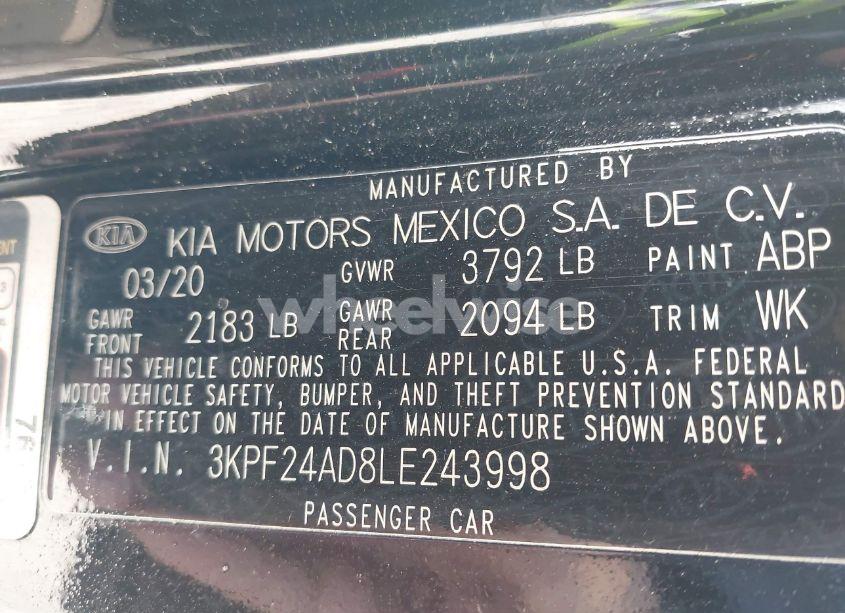 MANUFACTURED BY
KIA KIA MOTORS MEXICO S.A. DE C.V.
03/20 GVWR 3792 LB PAINT ABP
GAWR FRONT 2183 LB GAWR REAR 2094 LB TRIM WK
wheelwise
THIS VEHICLE CONFORMS TO ALL APPLICABLE U.S.A. FEDERAL
MOTOR VEHICLE SAFETY, BUMPER, AND THEFT PREVENTION STANDARD
IN EFFECT ON THE DATE OF MANUFACTURE SHOWN ABOVE.
V.I.N. 3KPF24AD8LE243998
PASSENGER CAR